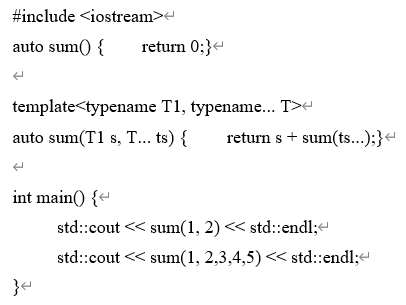 #include <iostream>↵
auto sum() {        return 0;}↵
↵
template<typename T1, typename... T>↵
auto sum(T1 s, T... ts) {        return s + sum(ts...);}↵
↵
int main() {↵
        std::cout << sum(1, 2) << std::endl;↵
        std::cout << sum(1, 2,3,4,5) << std::endl;↵
}↵